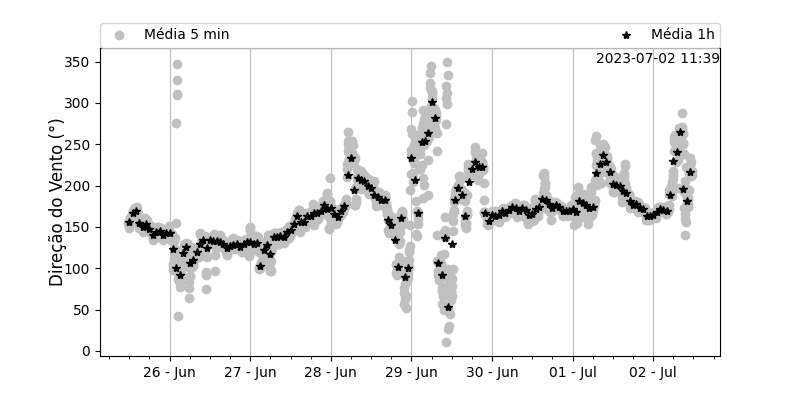 Média 5 min
Média 1h
2023-07-02 11:39
Direção do Vento (°)
350
300
250
200
150
100
50
0
26 - Jun
27 - Jun
28 - Jun
29 - Jun
30 - Jun
01 - Jul
02 - Jul